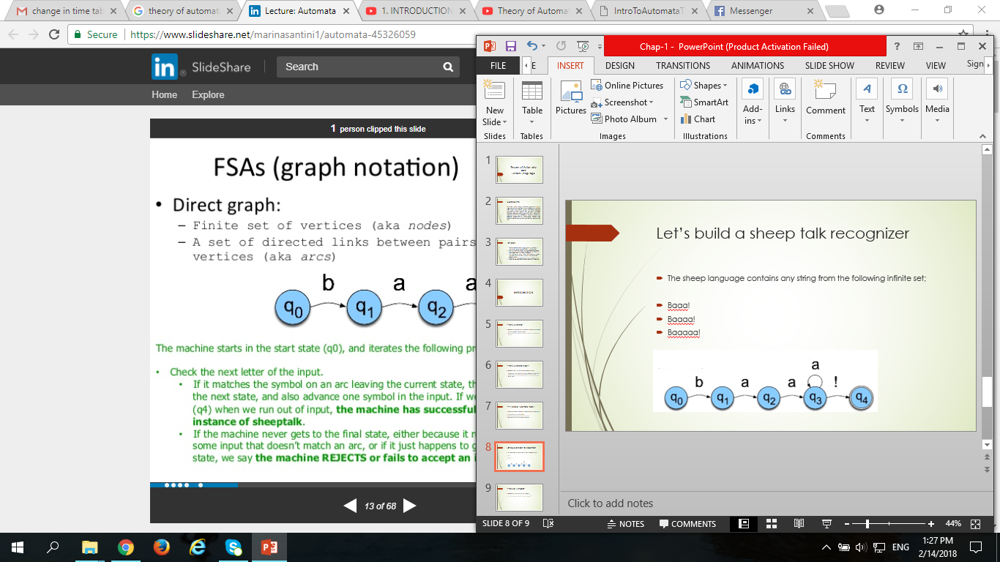 change in time tab
theory of automat
Lecture: Automata
1. INTRODUCTION
Theory of Automa
IntroToAutomataT
Messenger
Secure
https://www.slideshare.net/marinasantini1/automata-45326059
in SlideShare
Search
Home Explore
1 person clipped this slide
FSAs (graph notation)
• Direct graph:
– Finite set of vertices (aka nodes)
– A set of directed links between pairs
vertices (aka arcs)
b a a
q0 q1 q2
The machine starts in the start state (q0), and iterates the following pr
• Check the next letter of the input.
• If it matches the symbol on an arc leaving the current state, th
the next state, and also advance one symbol in the input. If we
(q4) when we run out of input, the machine has successful
instance of sheeptalk.
• If the machine never gets to the final state, either because it ru
some input that doesn't match an arc, or if it just happens to g
state, we say the machine REJECTS or fails to accept an i
13 of 68
Chap-1 - PowerPoint (Product Activation Failed)
FILE E INSERT DESIGN TRANSITIONS ANIMATIONS SLIDE SHOW REVIEW VIEW Sign
New Slide
Slides
Table
Tables
Pictures
Online Pictures
Screenshot
Photo Album
Images
Shapes
SmartArt
Chart
Illustrations
Add-ins
Links
Comment
Comments
Text
Symbols
Media
1
2
3
4
INTRODUCTION
5
6
7
8
9
Let's build a sheep talk recognizer
The sheep language contains any string from the following infinite set;
Baaa!
Baaaa!
Baaaaa!
a
b a a !
q0 q1 q2 q3 q4
Click to add notes
SLIDE 8 OF 9
NOTES
COMMENTS
44%
ENG
1:27 PM
2/14/2018